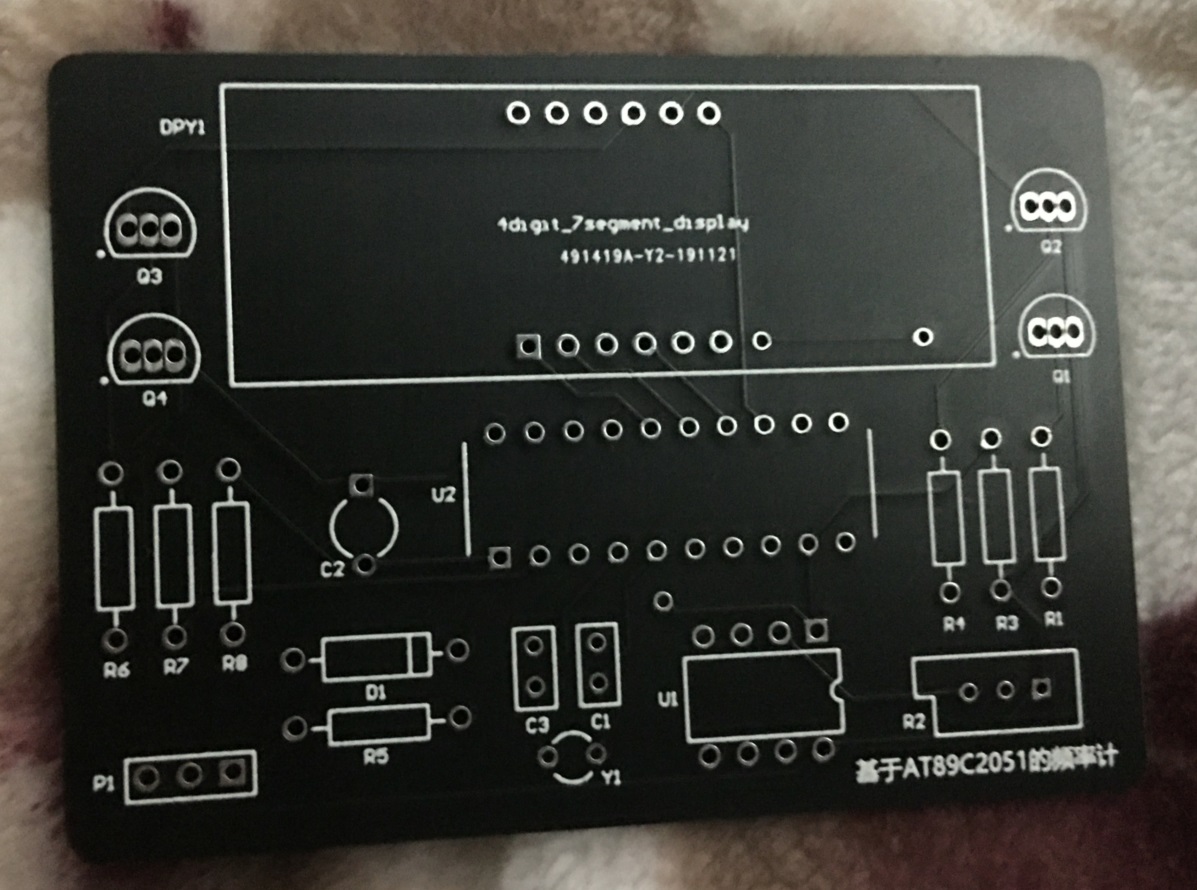 DPY1
4digit_7segment_display
491419A-Y2-191121
Q3
Q2
Q4
Q1
U2
C2
R6
R7
R8
R4
R3
R1
D1
R5
C3
C1
Y1
U1
R2
P1
基于AT89C2051的频率计